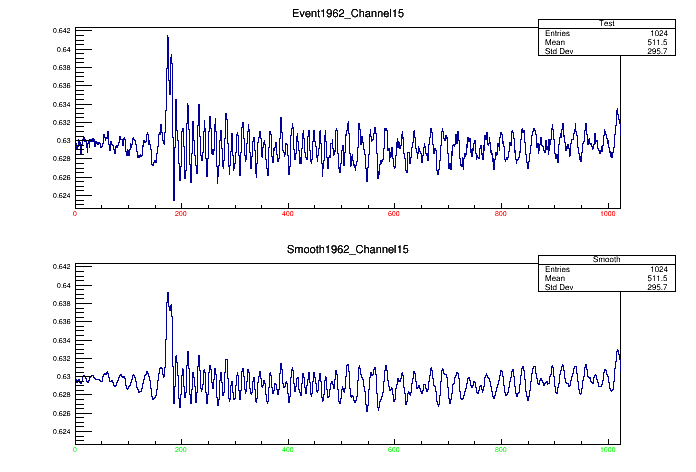 Event1962_Channel15
Test
Entries 1024
Mean 511.5
Std Dev 295.7
0.642
0.64
0.638
0.636
0.634
0.632
0.63
0.628
0.626
0.624
0 200 400 600 800 1000
Smooth1962_Channel15
Smooth
Entries 1024
Mean 511.5
Std Dev 295.7
0.642
0.64
0.638
0.636
0.634
0.632
0.63
0.628
0.626
0.624
0 200 400 600 800 1000